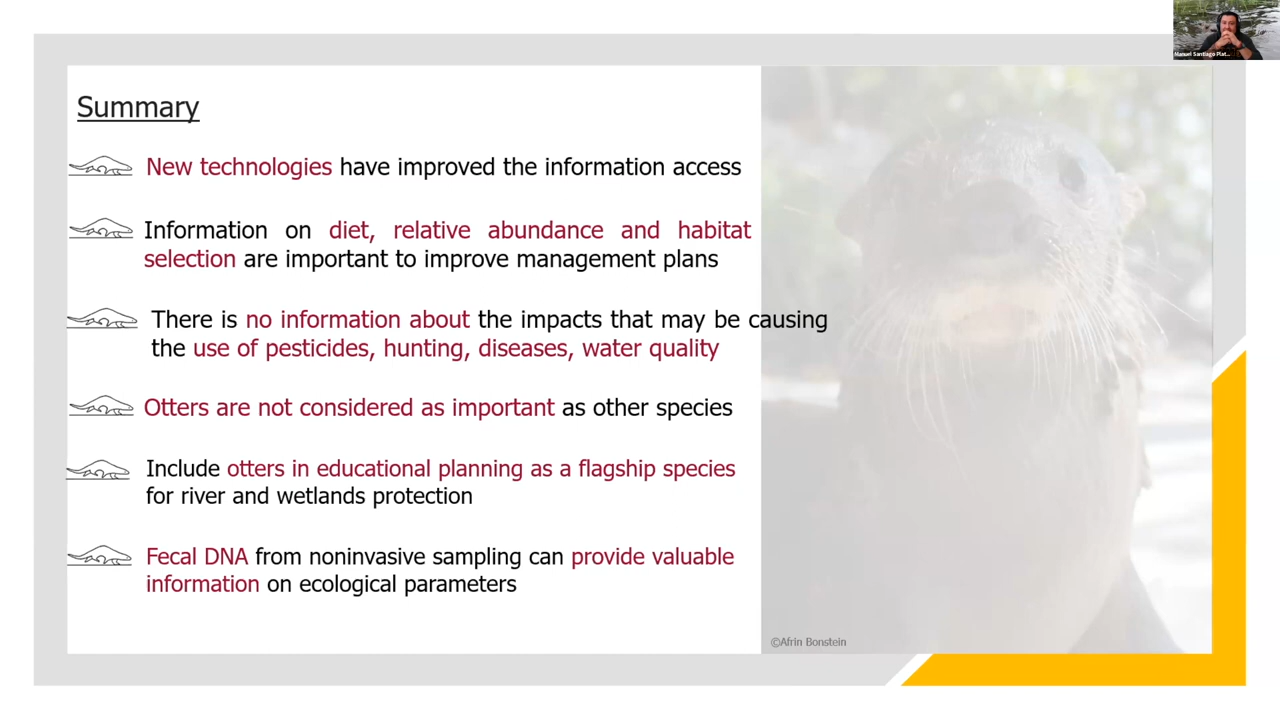 Manuel Santiago Plat...
Summary
New technologies have improved the information access
Information on diet, relative abundance and habitat
selection are important to improve management plans
There is no information about the impacts that may be causing
the use of pesticides, hunting, diseases, water quality
Otters are not considered as important as other species
Include otters in educational planning as a flagship species
for river and wetlands protection
Fecal DNA from noninvasive sampling can provide valuable
information on ecological parameters
©Afrin Bonstein